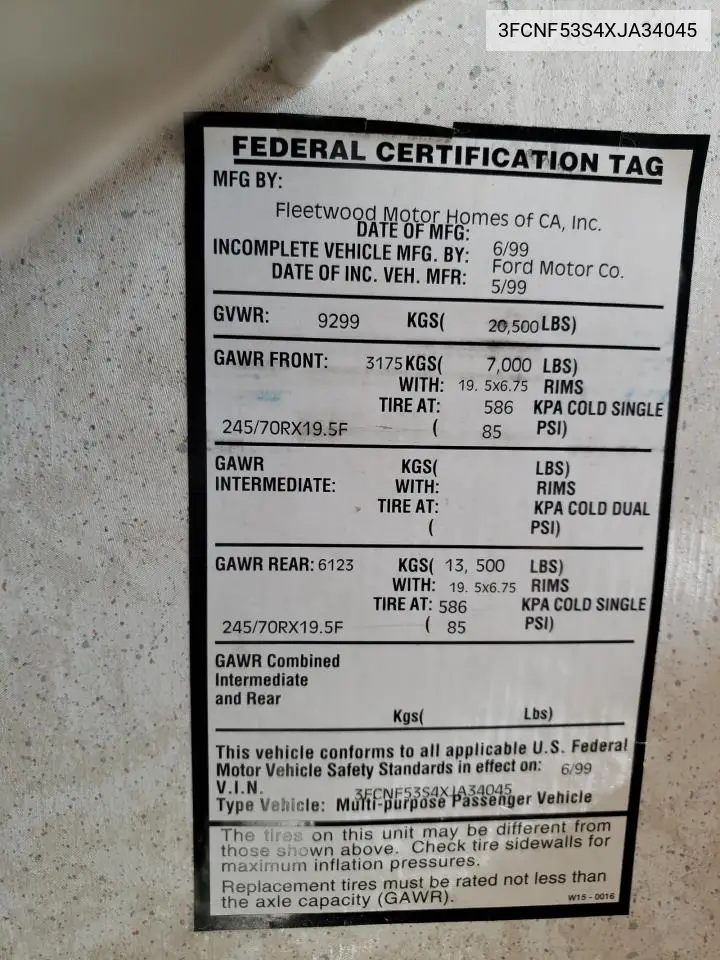 3FCNF53S4XJA34045
FEDERAL CERTIFICATION TAG
MFG BY:
Fleetwood Motor Homes of CA, Inc.
DATE OF MFG: 6/99
INCOMPLETE VEHICLE MFG. BY: Ford Motor Co.
DATE OF INC. VEH. MFR: 5/99
GVWR: 9299 KGS( 20,500 LBS)
GAWR FRONT: 3175 KGS( 7,000 LBS)
WITH: 19. 5x6.75 RIMS
TIRE AT: 586 KPA COLD SINGLE
245/70RX19.5F ( 85 PSI)
GAWR KGS( LBS)
INTERMEDIATE: WITH: RIMS
TIRE AT: KPA COLD DUAL
( PSI)
GAWR REAR: 6123 KGS( 13, 500 LBS)
WITH: 19. 5x6.75 RIMS
TIRE AT: 586 KPA COLD SINGLE
245/70RX19.5F ( 85 PSI)
GAWR Combined
Intermediate
and Rear
Kgs( Lbs)
This vehicle conforms to all applicable U.S. Federal
Motor Vehicle Safety Standards in effect on: 6/99
V.I.N. 3FCNF53S4XJA34045
Type Vehicle: Multi-purpose Passenger Vehicle
The tires on this unit may be different from
those shown above. Check tire sidewalls for
maximum inflation pressures.
Replacement tires must be rated not less than
the axle capacity (GAWR).
W15 - 0016